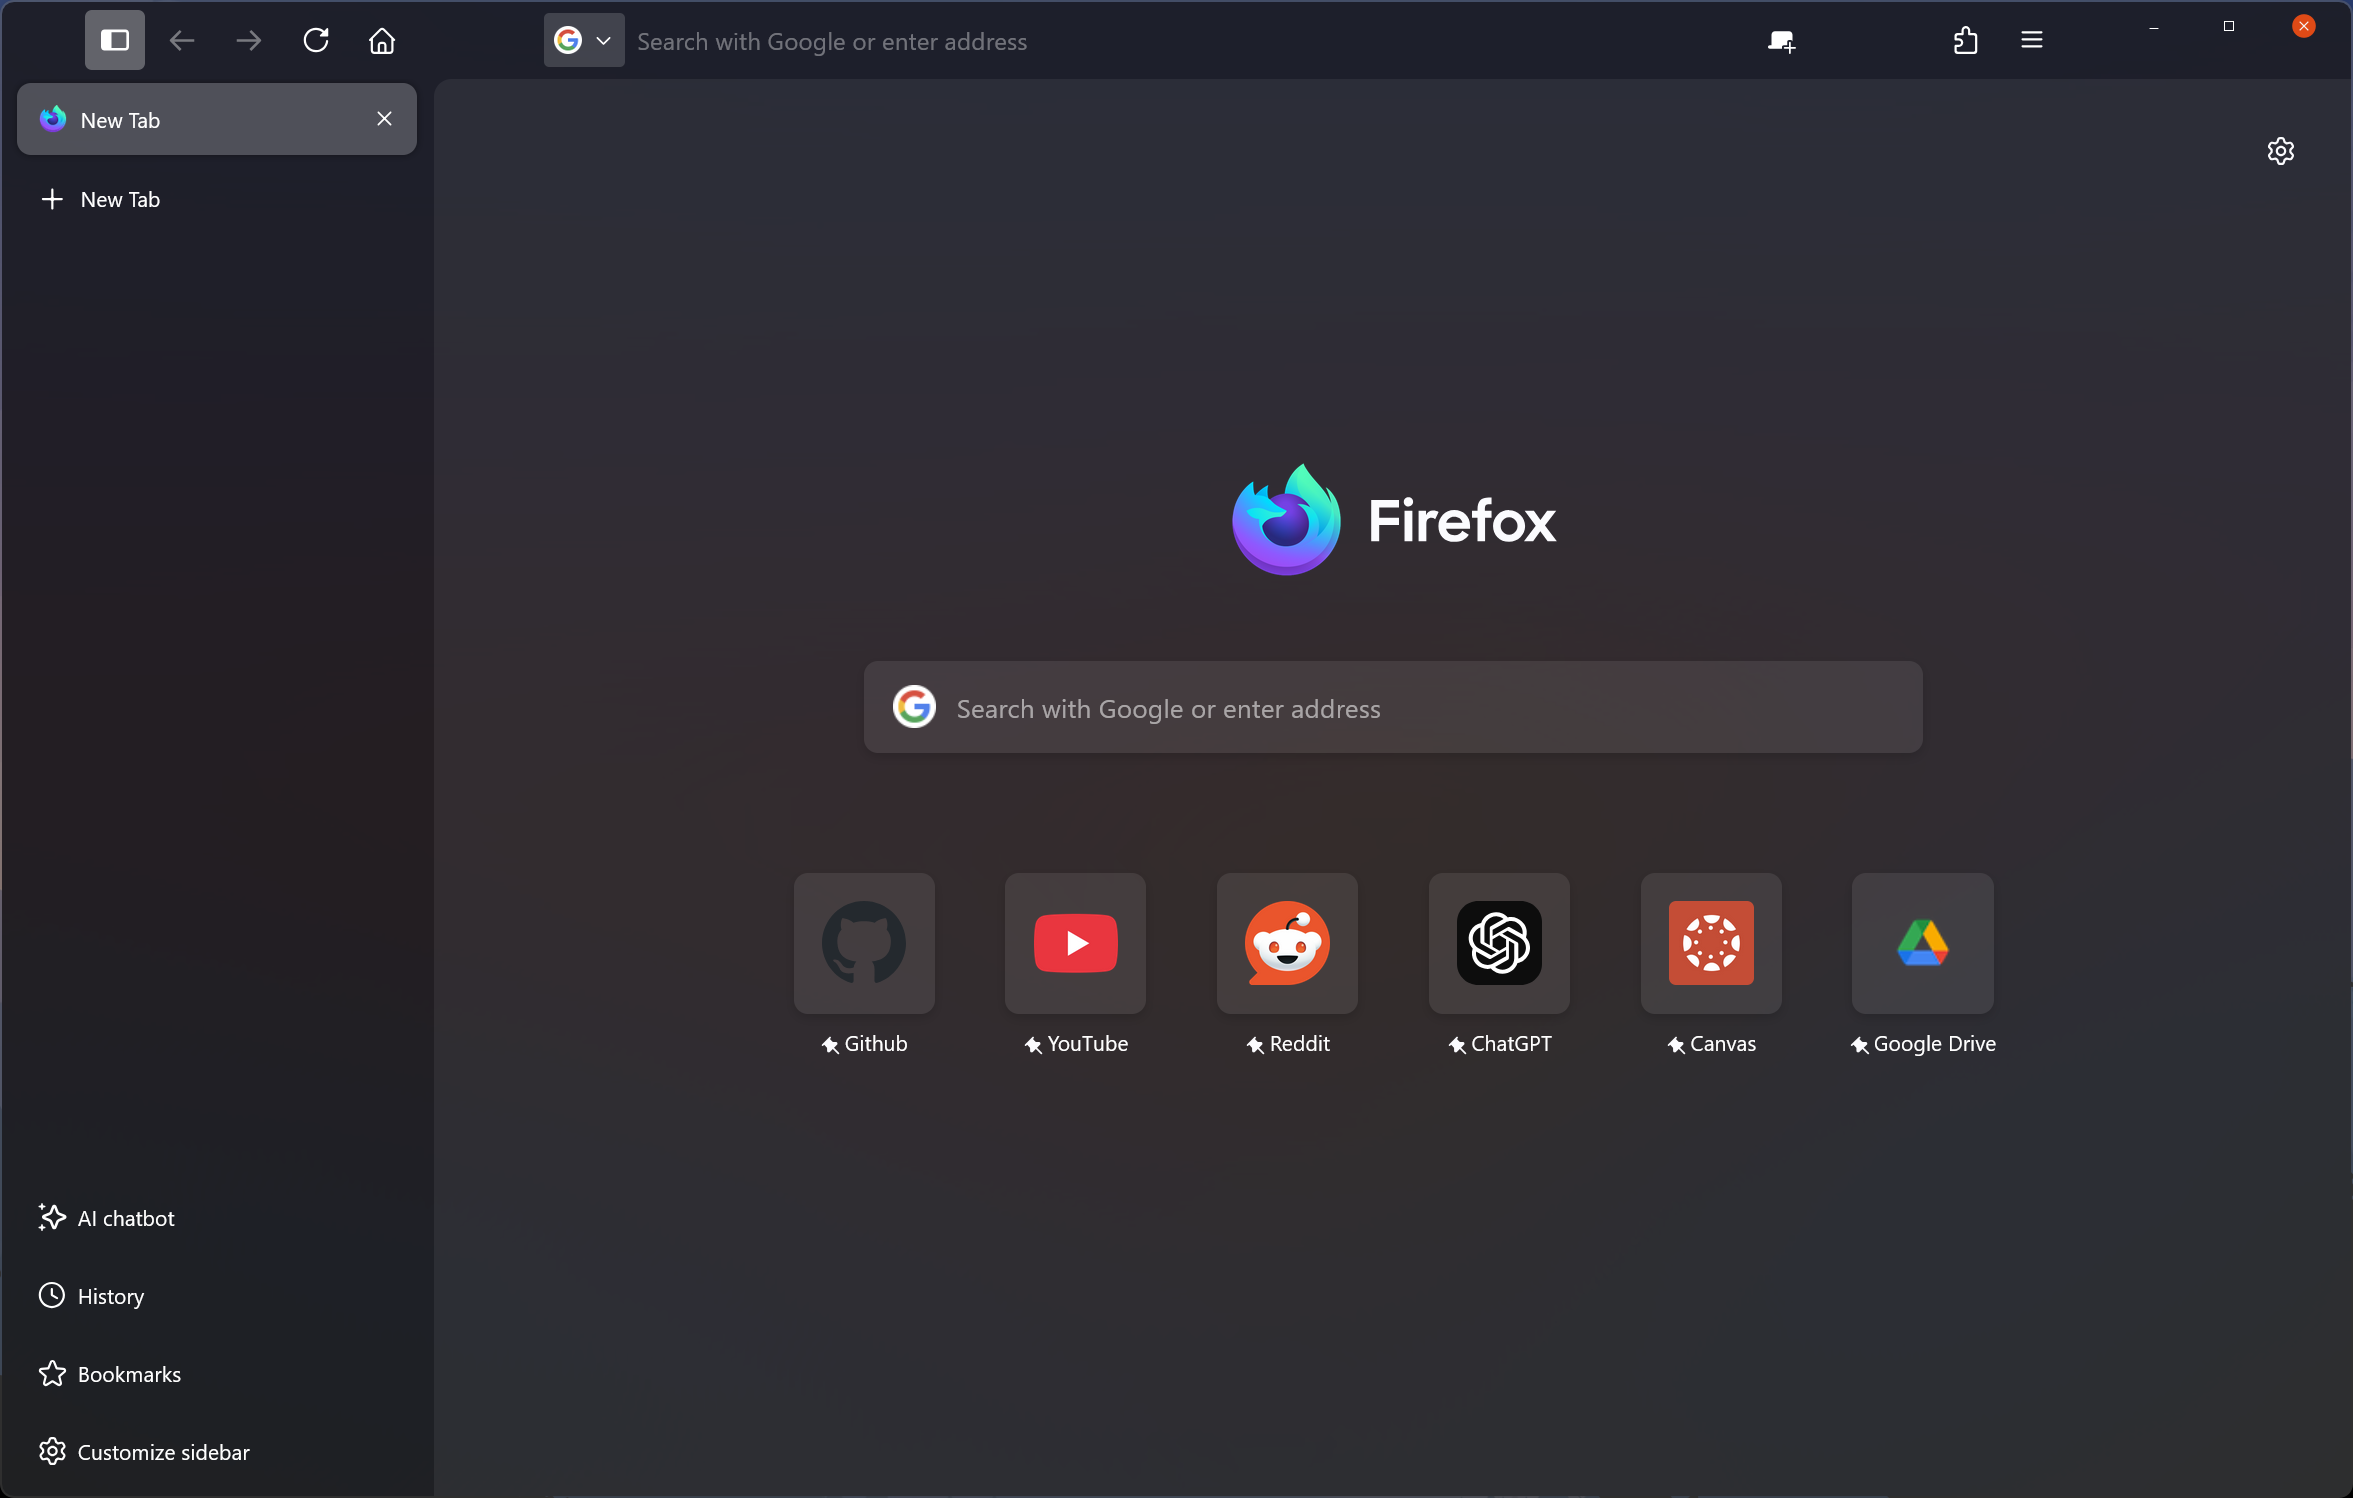 Search with Google or enter address
New Tab
New Tab
Firefox
Search with Google or enter address
Github
YouTube
Reddit
ChatGPT
Canvas
Google Drive
AI chatbot
History
Bookmarks
Customize sidebar